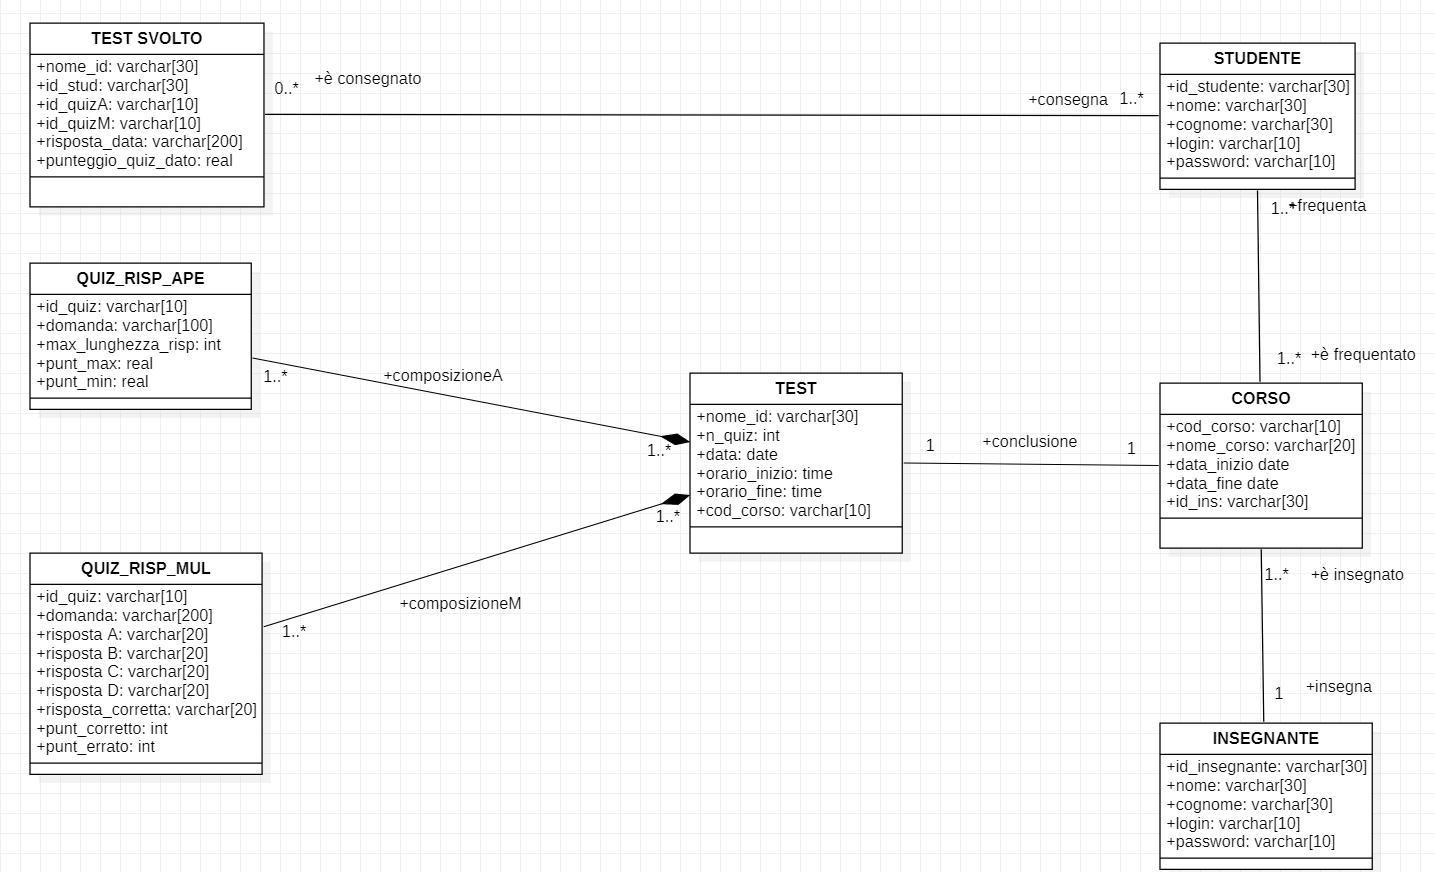 TEST SVOLTO
+nome_id: varchar[30]
+id_stud: varchar[30]
+id_quizA: varchar[10]
+id_quizM: varchar[10]
+risposta_data: varchar[200]
+punteggio_quiz_dato: real
0..*
+è consegnato
+consegna
1..*
STUDENTE
+id_studente: varchar[30]
+nome: varchar[30]
+cognome: varchar[30]
+login: varchar[10]
+password: varchar[10]
1..*
+frequenta
QUIZ_RISP_APE
+id_quiz: varchar[10]
+domanda: varchar[100]
+max_lunghezza_risp: int
+punt_max: real
+punt_min: real
1..*
+composizioneA
1..*
TEST
+nome_id: varchar[30]
+n_quiz: int
+data: date
+orario_inizio: time
+orario_fine: time
+cod_corso: varchar[10]
1
+conclusione
1
1..*
+è frequentato
CORSO
+cod_corso: varchar[10]
+nome_corso: varchar[20]
+data_inizio date
+data_fine date
+id_ins: varchar[30]
1..*
+è insegnato
1..*
+composizioneM
1..*
QUIZ_RISP_MUL
+id_quiz: varchar[10]
+domanda: varchar[200]
+risposta A: varchar[20]
+risposta B: varchar[20]
+risposta C: varchar[20]
+risposta D: varchar[20]
+risposta_corretta: varchar[20]
+punt_corretto: int
+punt_errato: int
1
+insegna
INSEGNANTE
+id_insegnante: varchar[30]
+nome: varchar[30]
+cognome: varchar[30]
+login: varchar[10]
+password: varchar[10]